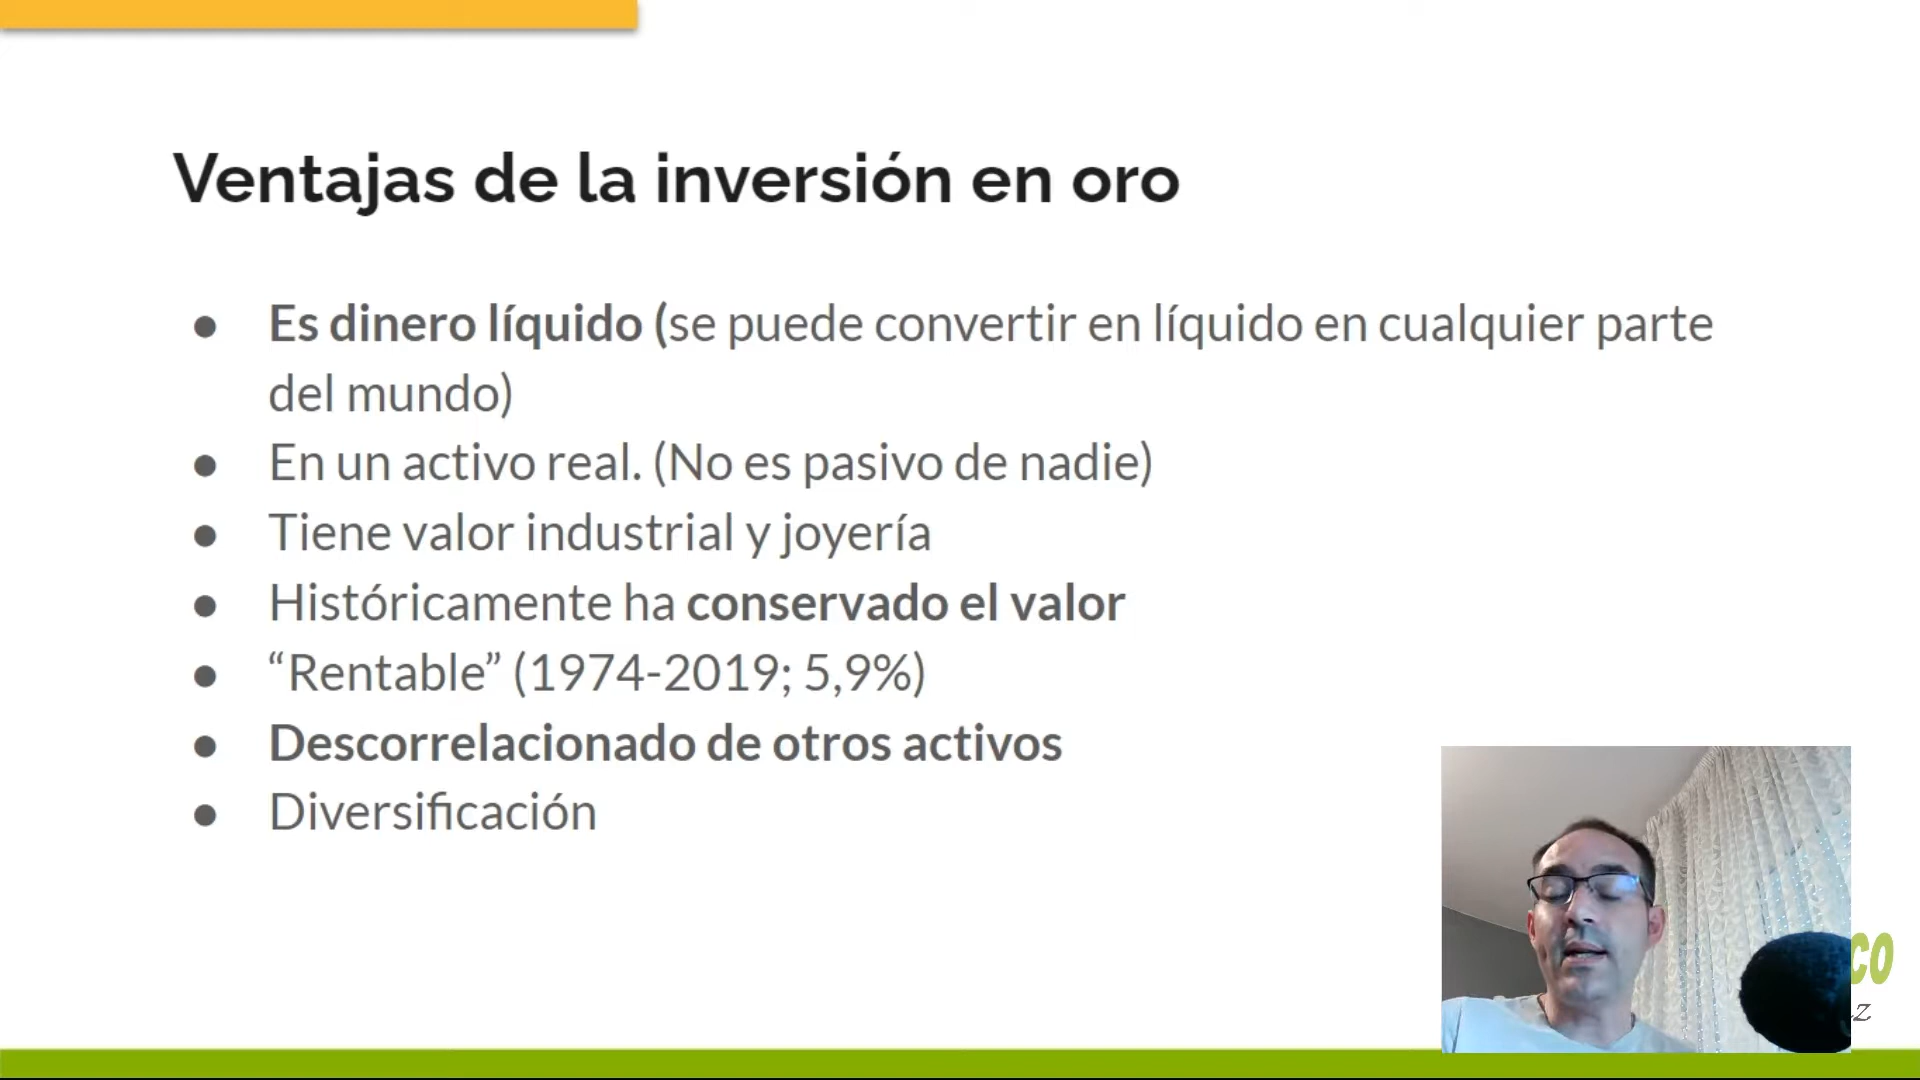 Ventajas de la inversión en oro
● Es dinero líquido (se puede convertir en líquido en cualquier parte
del mundo)
● En un activo real. (No es pasivo de nadie)
● Tiene valor industrial y joyería
● Históricamente ha conservado el valor
● “Rentable” (1974-2019; 5,9%)
● Descorrelacionado de otros activos
● Diversificación
co
z